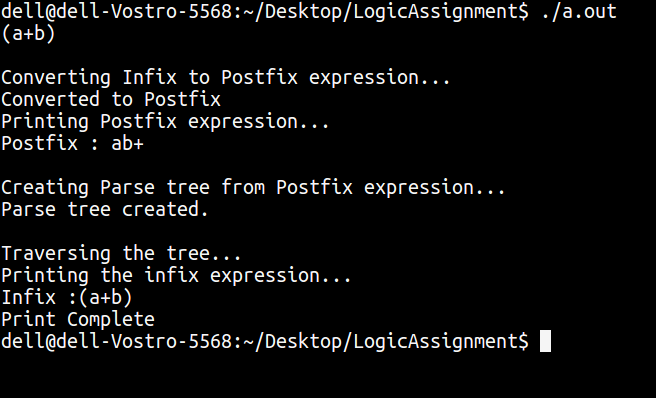 dell@dell-Vostro-5568:~/Desktop/LogicAssignment$ ./a.out
(a+b)
Converting Infix to Postfix expression...
Converted to Postfix
Printing Postfix expression...
Postfix : ab+
Creating Parse tree from Postfix expression...
Parse tree created.
Traversing the tree...
Printing the infix expression...
Infix :(a+b)
Print Complete
dell@dell-Vostro-5568:~/Desktop/LogicAssignment$